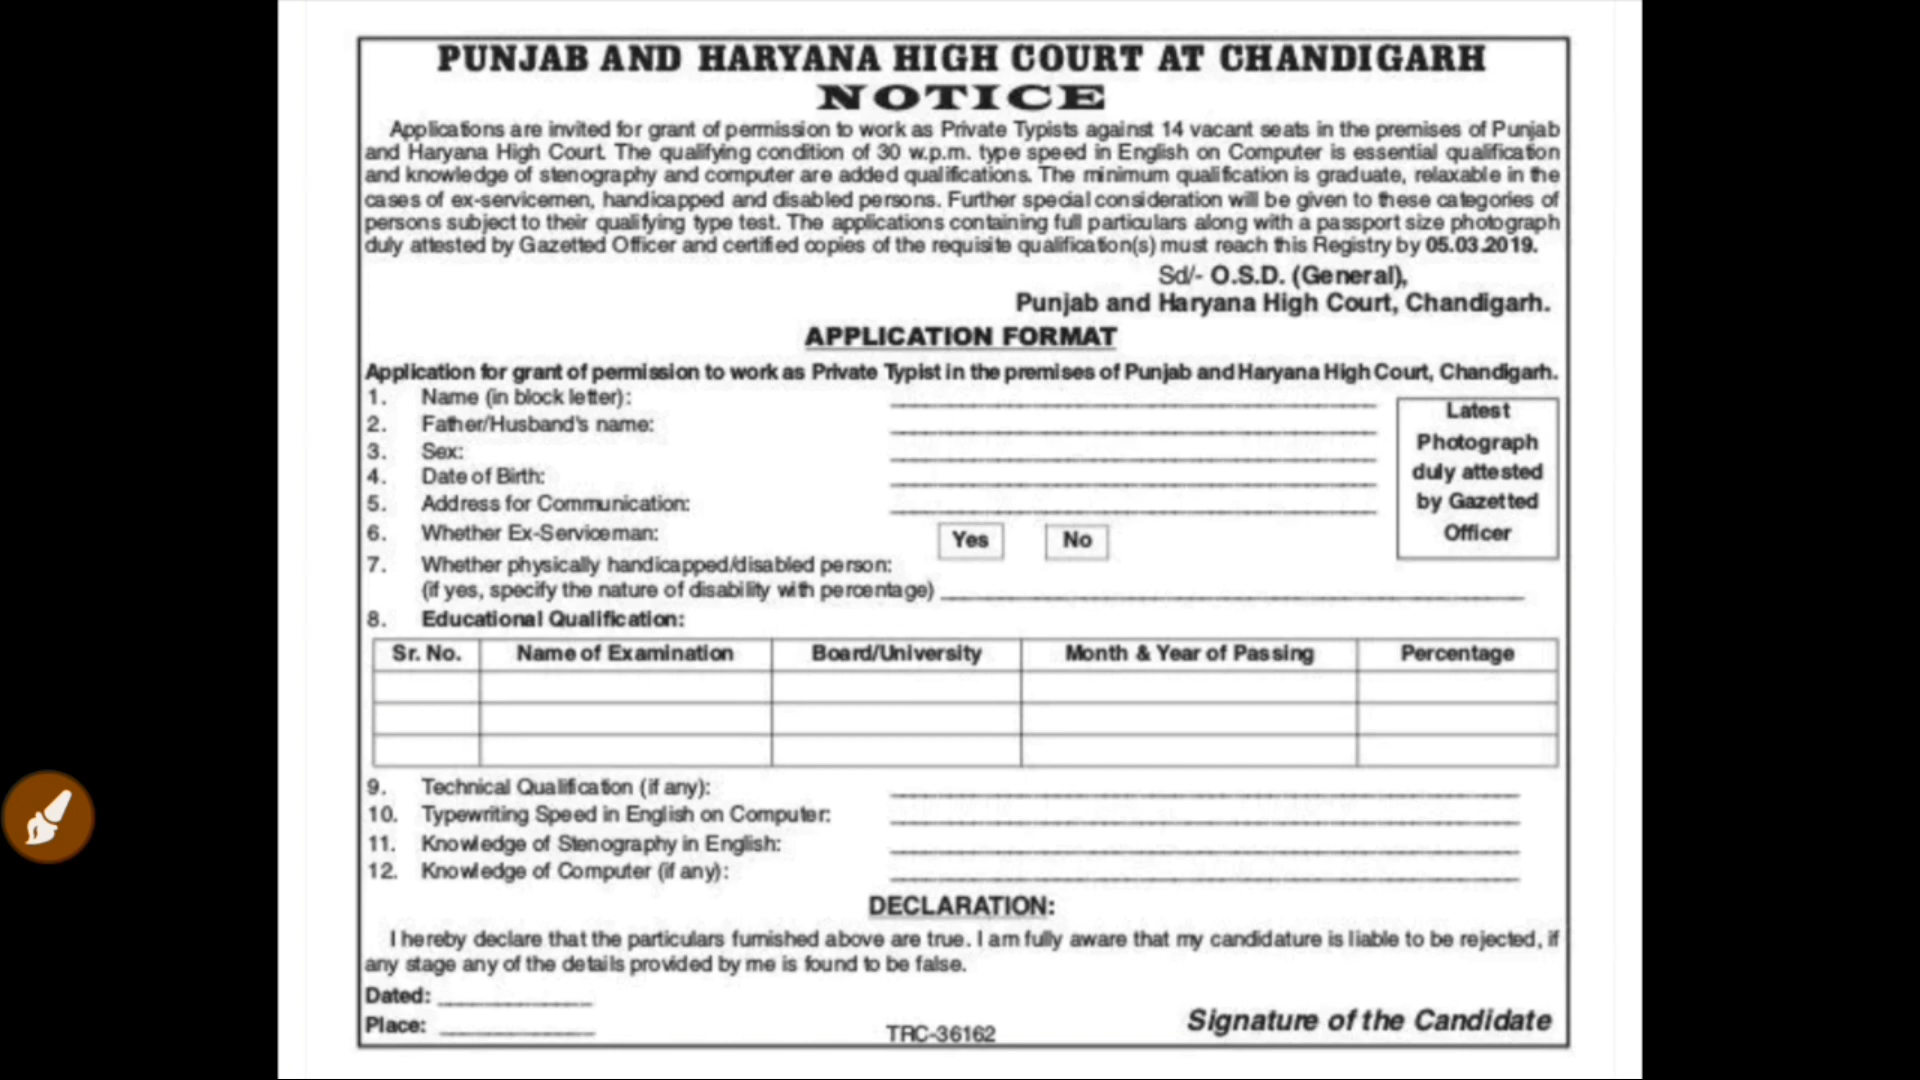 PUNJAB AND HARYANA HIGH COURT AT CHANDIGARH
NOTICE
Applications are invited for grant of permission to work as Private Typists against 14 vacant seats in the premises of Punjab
and Haryana High Court. The qualifying condition of 30 w.p.m. type speed in English on Computer is essential qualification
and knowledge of stenography and computer are added qualifications. The minimum qualification is graduate, relaxable in the
cases of ex-servicemen, handicapped and disabled persons. Further special consideration will be given to these categories of
persons subject to their qualifying type test. The applications containing full particulars along with a passport size photograph
duly attested by Gazetted Officer and certified copies of the requisite qualification(s) must reach this Registry by 05.03.2019.
Sd/- O.S.D. (General),
Punjab and Haryana High Court, Chandigarh.
APPLICATION FORMAT
Application for grant of permission to work as Private Typist in the premises of Punjab and Haryana High Court, Chandigarh.
1. Name (in block letter):
2. Father/Husband's name:
3. Sex:
4. Date of Birth:
5. Address for Communication:
Latest
Photograph
duly attested
by Gazetted
Officer
6. Whether Ex-Serviceman: Yes No
7. Whether physically handicapped/disabled person:
(if yes, specify the nature of disability with percentage)
8. Educational Qualification:
Sr. No. Name of Examination Board/University Month & Year of Passing Percentage
9. Technical Qualification (if any):
10. Typewriting Speed in English on Computer:
11. Knowledge of Stenography in English:
12. Knowledge of Computer (if any):
DECLARATION:
I hereby declare that the particulars furnished above are true. I am fully aware that my candidature is liable to be rejected, if
any stage any of the details provided by me is found to be false.
Dated:
Place:
TRC-36162
Signature of the Candidate